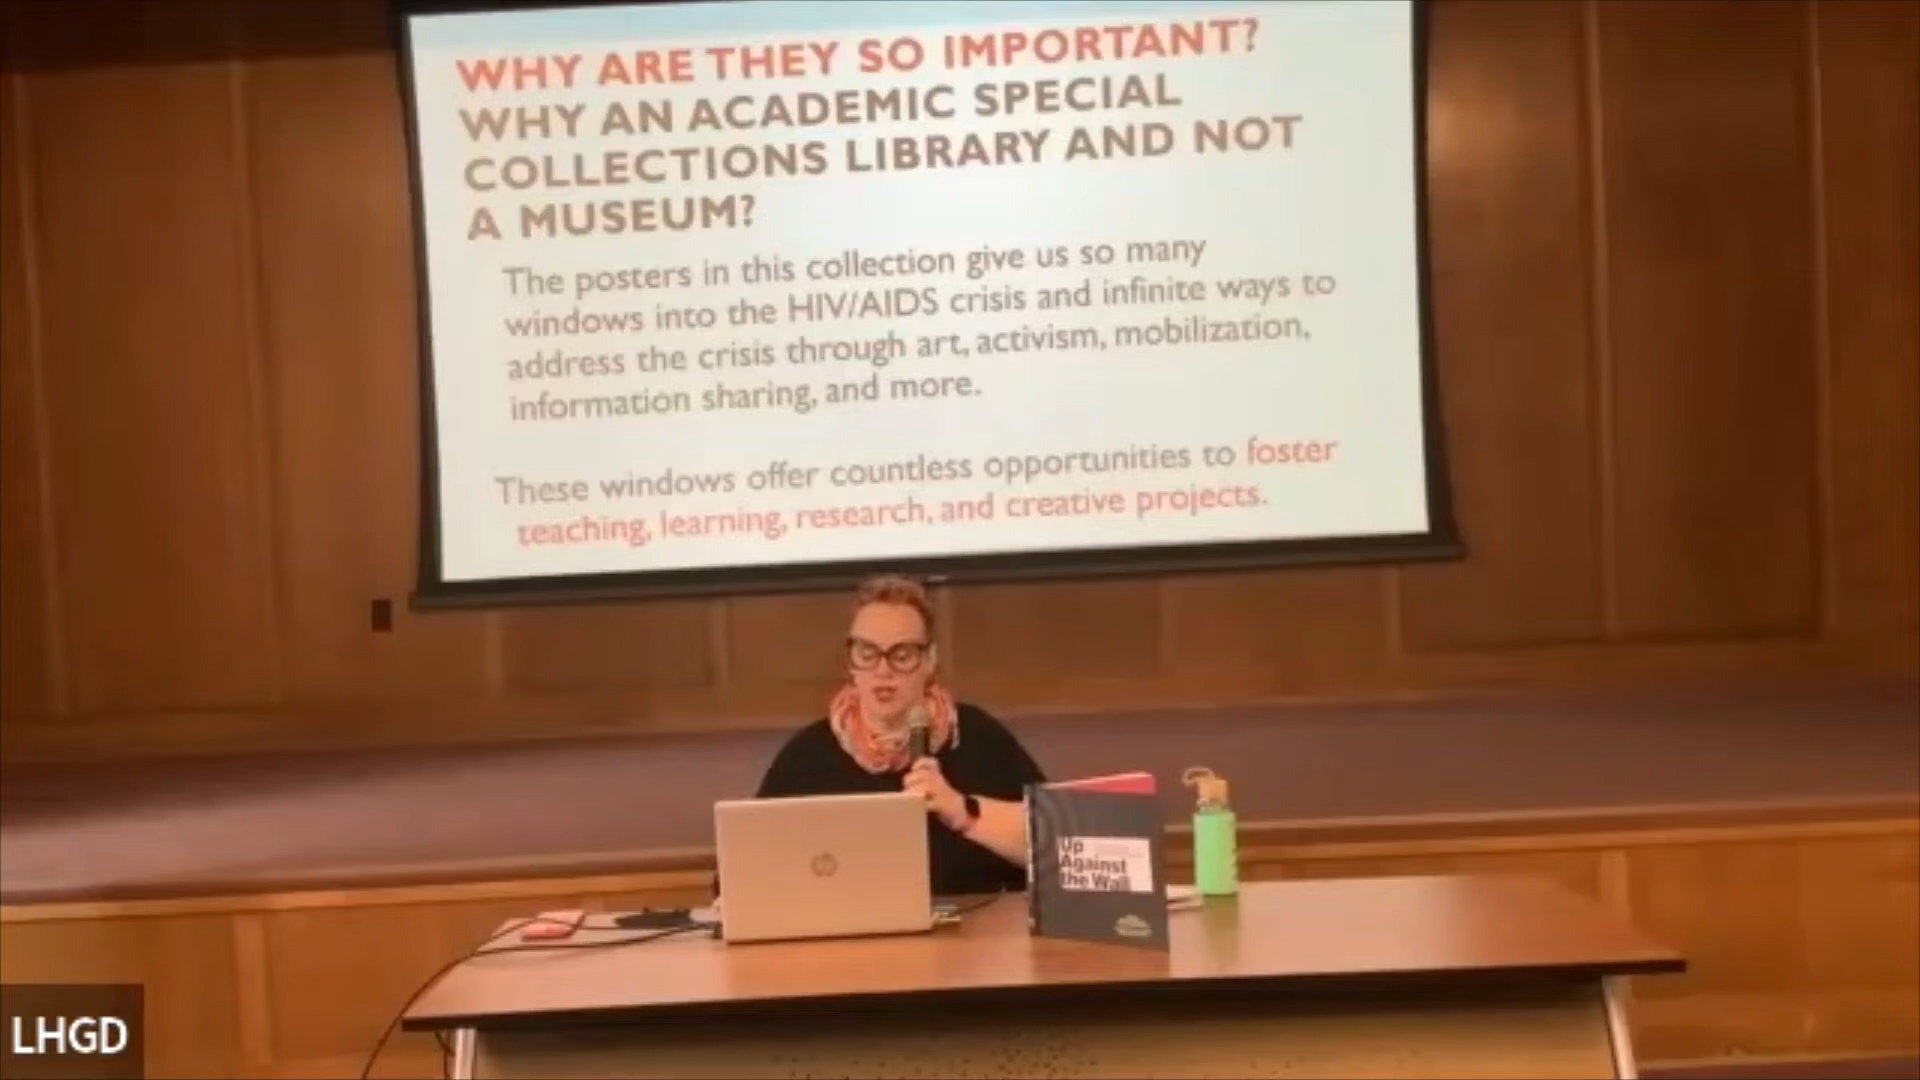 WHY ARE THEY SO IMPORTANT?
WHY AN ACADEMIC SPECIAL
COLLECTIONS LIBRARY AND NOT
A MUSEUM?
The posters in this collection give us so many
windows into the HIV/AIDS crisis and infinite ways to
address the crisis through art, activism, mobilization,
information sharing, and more.
These windows offer countless opportunities to foster
teaching, learning, research, and creative projects.
hp
Up
Against
the Wall
LHGD